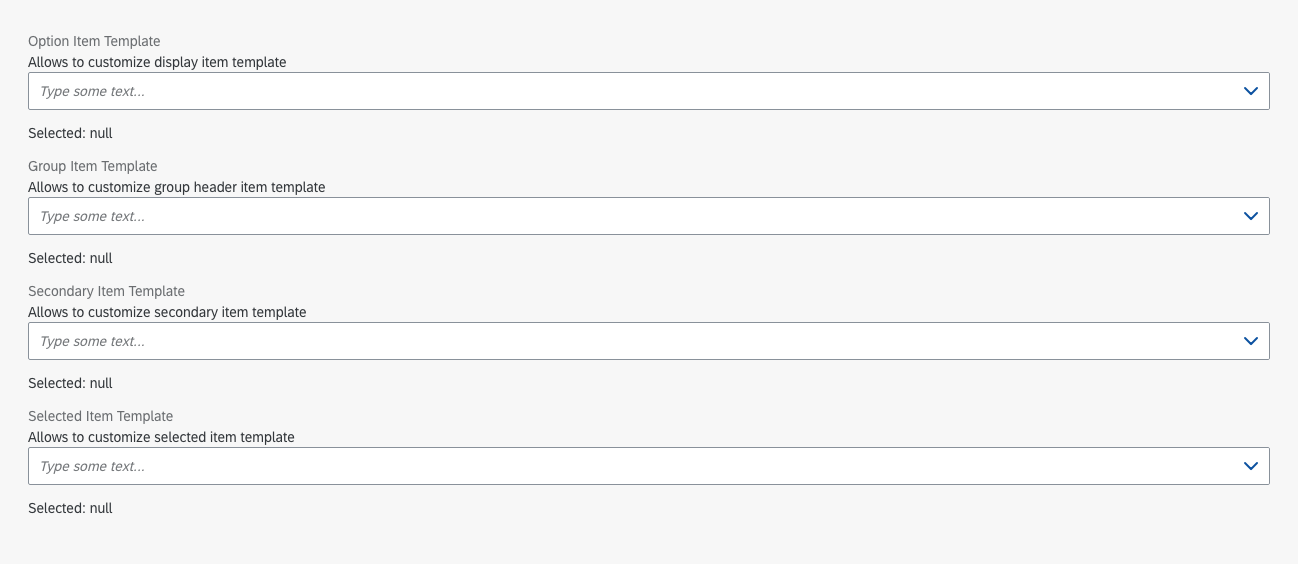 Option Item Template
Allows to customize display item template
Type some text...
Selected: null
Group Item Template
Allows to customize group header item template
Type some text...
Selected: null
Secondary Item Template
Allows to customize secondary item template
Type some text...
Selected: null
Selected Item Template
Allows to customize selected item template
Type some text...
Selected: null